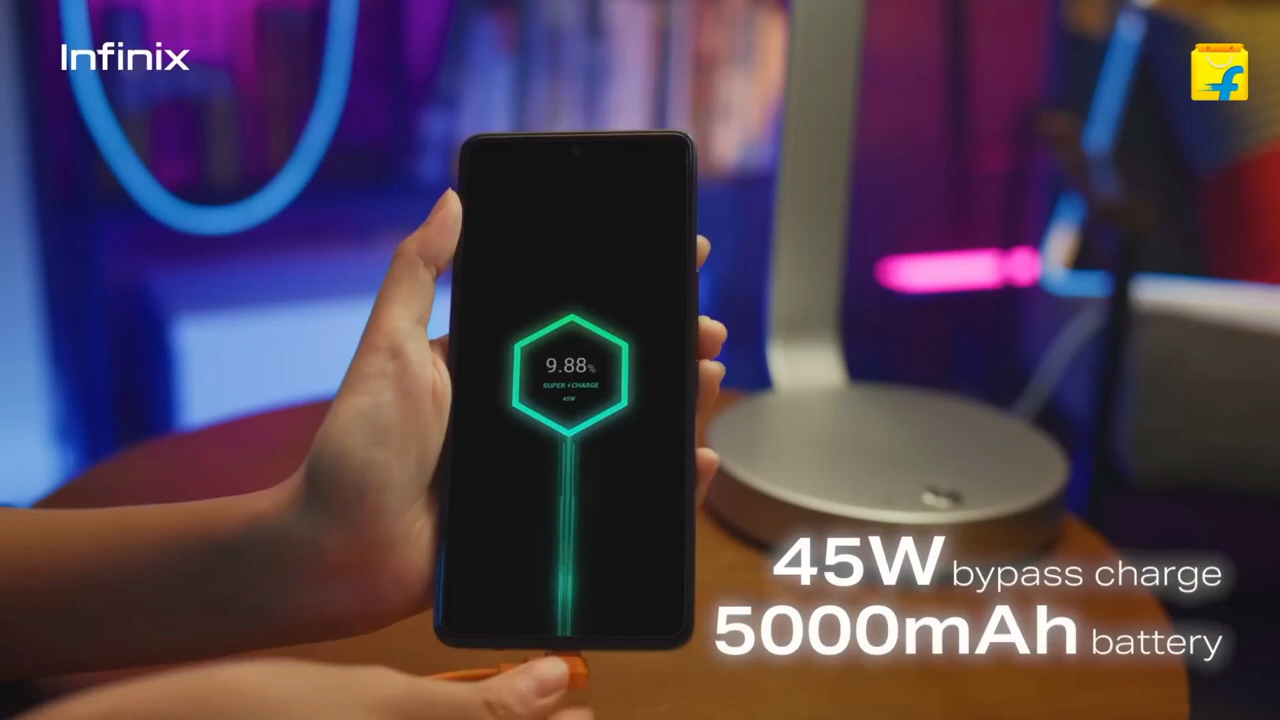 Infinix
f
9.88%
SUPER⚡CHARGE
45W
45W bypass charge
5000mAh battery